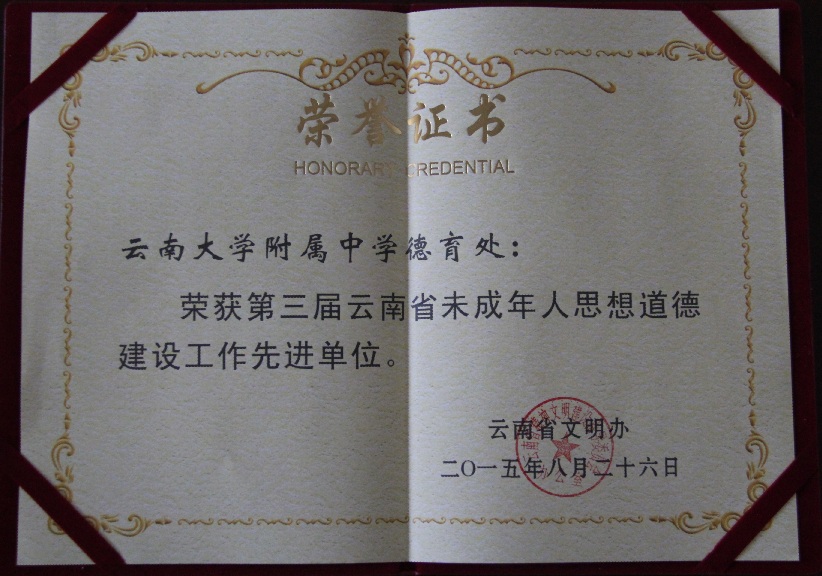 荣誉证书
HONORARY CREDENTIAL
云南大学附属中学德育处：
荣获第三届云南省未成年人思想道德
建设工作先进单位。
云南省文明办
二〇一五年八月二十六日